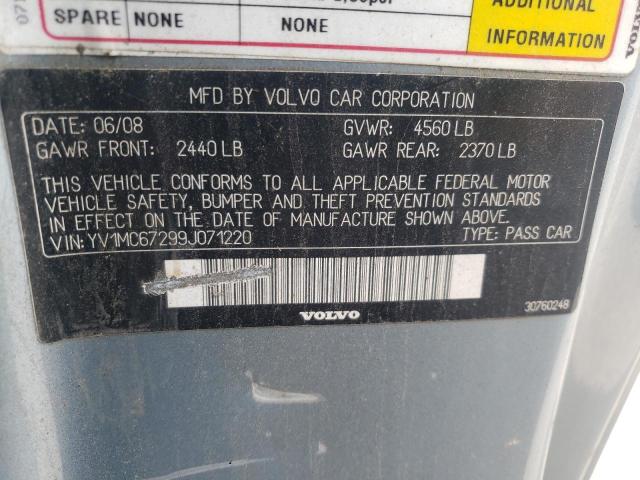 SPARE NONE NONE
ADDITIONAL
INFORMATION
VOLVO
MFD BY VOLVO CAR CORPORATION
DATE: 06/08 GVWR: 4560 LB
GAWR FRONT: 2440 LB GAWR REAR: 2370 LB
THIS VEHICLE CONFORMS TO ALL APPLICABLE FEDERAL MOTOR
VEHICLE SAFETY, BUMPER AND THEFT PREVENTION STANDARDS
IN EFFECT ON THE DATE OF MANUFACTURE SHOWN ABOVE.
VIN: YV1MC67299J071220 TYPE: PASS CAR
30760248
VOLVO